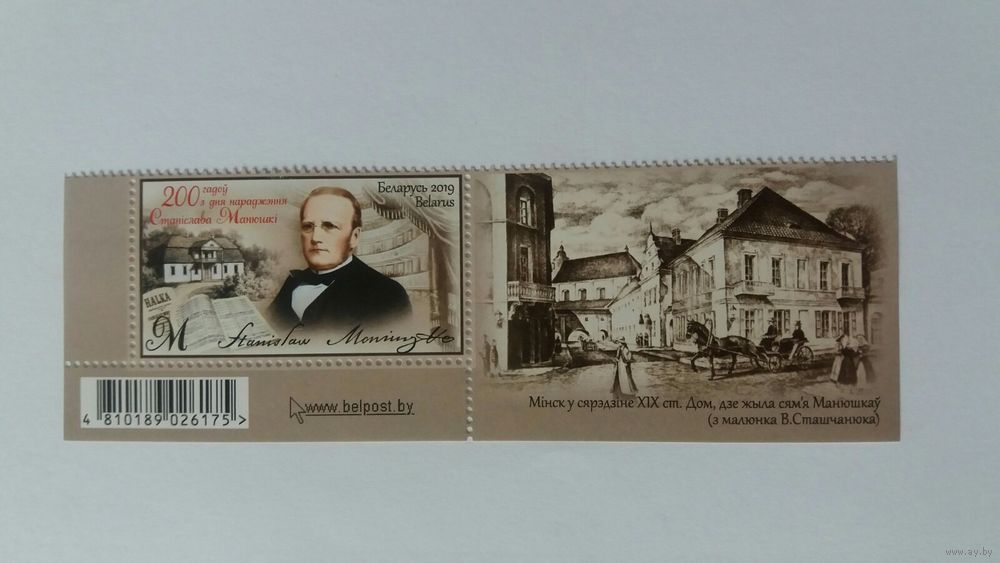 200 гадоў
з дня нараджэння
Станіслава Манюшкі
Беларусь 2019
Belarus
HALKA
M
Stanisław Moniuszko
4 810189 026175 >
www.belpost.by
Мінск у сярэдзіне XIX ст. Дом, дзе жыла сям'я Манюшкаў
(з малюнка В.Сташчанюка)
www.ay.by